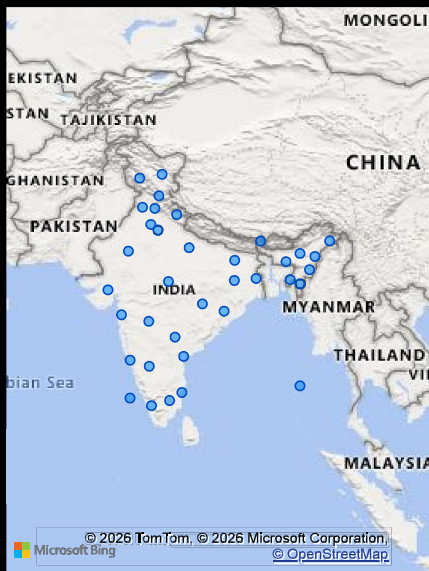 MONGOLI
EKISTAN
STAN
TAJIKISTAN
CHINA
GHANISTAN
PAKISTAN
INDIA
MYANMAR
THAILAND
VI
bian Sea
MALAYSIA
© 2026 TomTom, © 2026 Microsoft Corporation,
Microsoft Bing
© OpenStreetMap